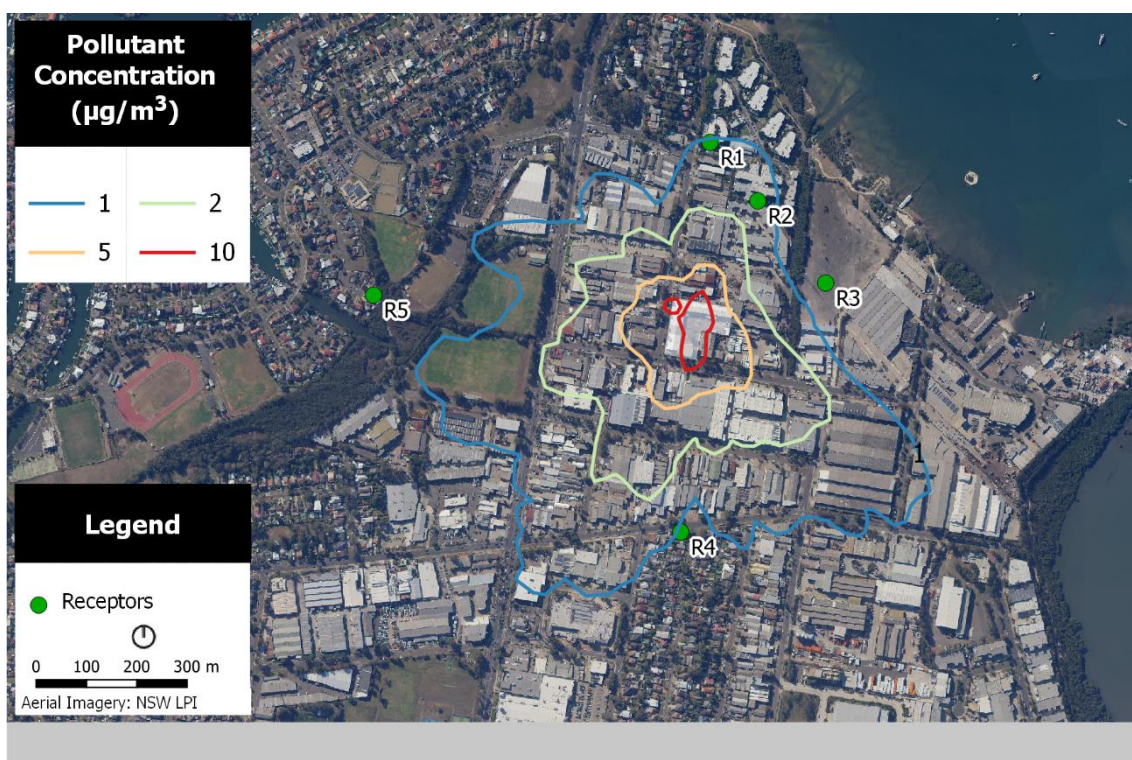 Pollutant
Concentration
(µg/m³)
1
2
5
10
R1
R2
R3
R5
R4
1
Legend
Receptors
0 100 200 300 m
Aerial Imagery: NSW LPI